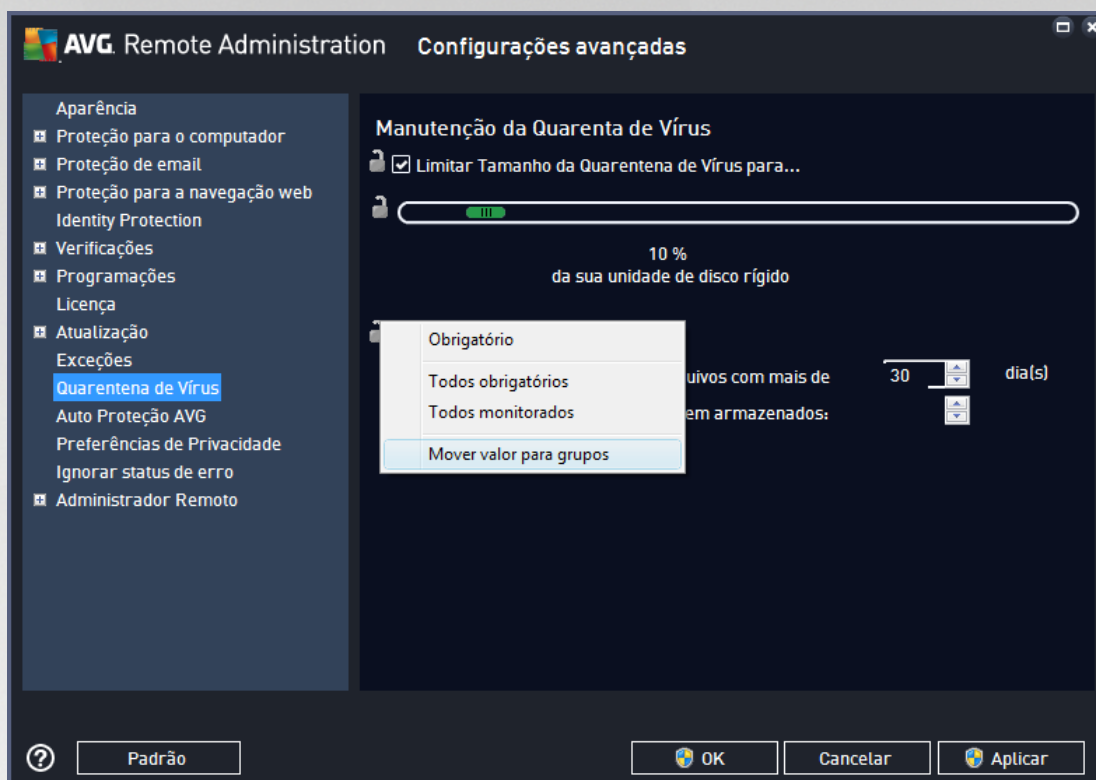 AVG. Remote Administration Configurações avançadas
Aparência
Proteção para o computador
Proteção de email
Proteção para a navegação web
Identity Protection
Verificações
Programações
Licença
Atualização
Exceções
Quarentena de Vírus
Auto Proteção AVG
Preferências de Privacidade
Ignorar status de erro
Administrador Remoto
Manutenção da Quarenta de Vírus
Limitar Tamanho da Quarentena de Vírus para...
10 %
da sua unidade de disco rígido
Obrigatório
Todos obrigatórios
Todos monitorados
Mover valor para grupos
com mais de 30 dia(s)
armazenados:
Padrão
OK
Cancelar
Aplicar